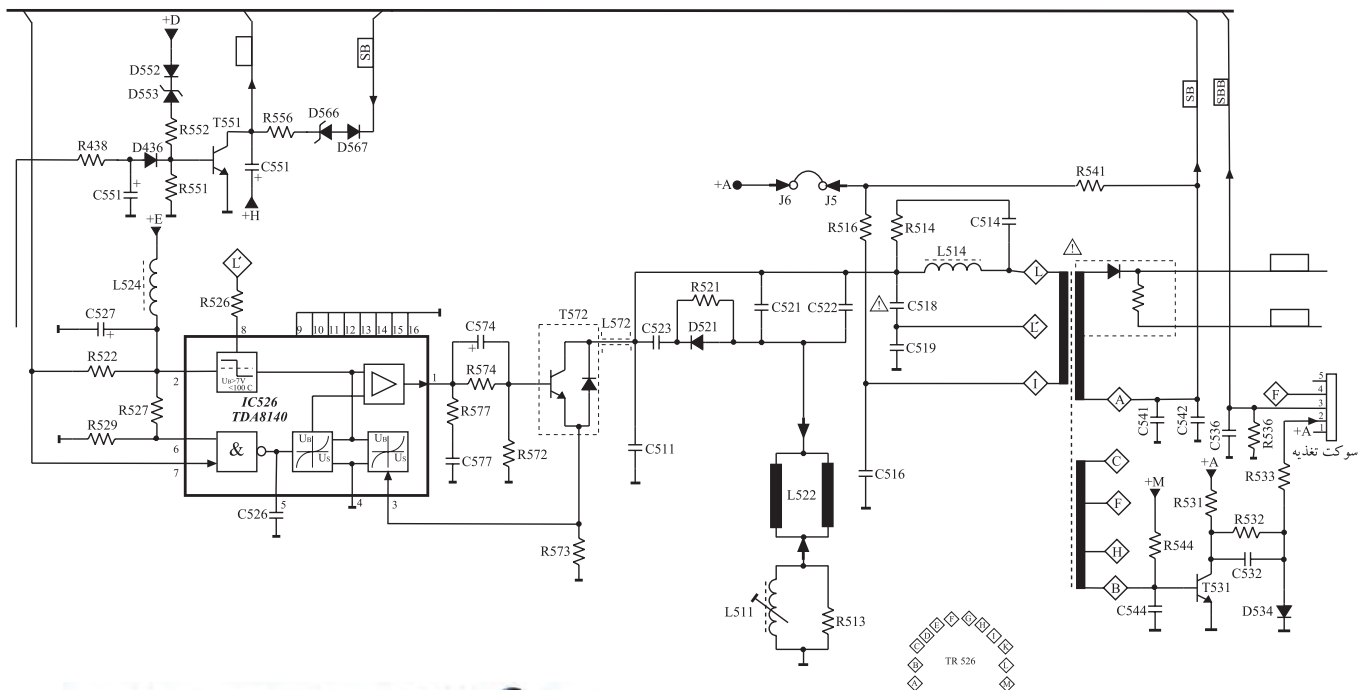 +D
D552
D553
R552
T551
R556
D566
D567
SB
R438
D436
C551
R551
C551
+H
+E
L524
L´
R526
C527
R522
R527
R529
8
9 10 11 12 13 14 15 16
2
UB>7V
<100 C
IC526
TDA8140
&
UB
US
UB
US
1
6
7
5
4
3
C526
C574
R574
R577
C577
R572
T572
L572
R573
C523
R521
D521
C511
C521
C522
L522
L511
R513
+A
J6
J5
R541
R516
R514
C514
L514
C518
C519
C516
L
L´
I
A
C
F
H
B
SB
SBB
C541
C542
C536
R536
F
5
4
3
2
1
+A
سوکت تغذیه
R533
+M
R544
C544
+A
R531
R532
C532
T531
D534
A B C D E F G H I K L M
TR 526